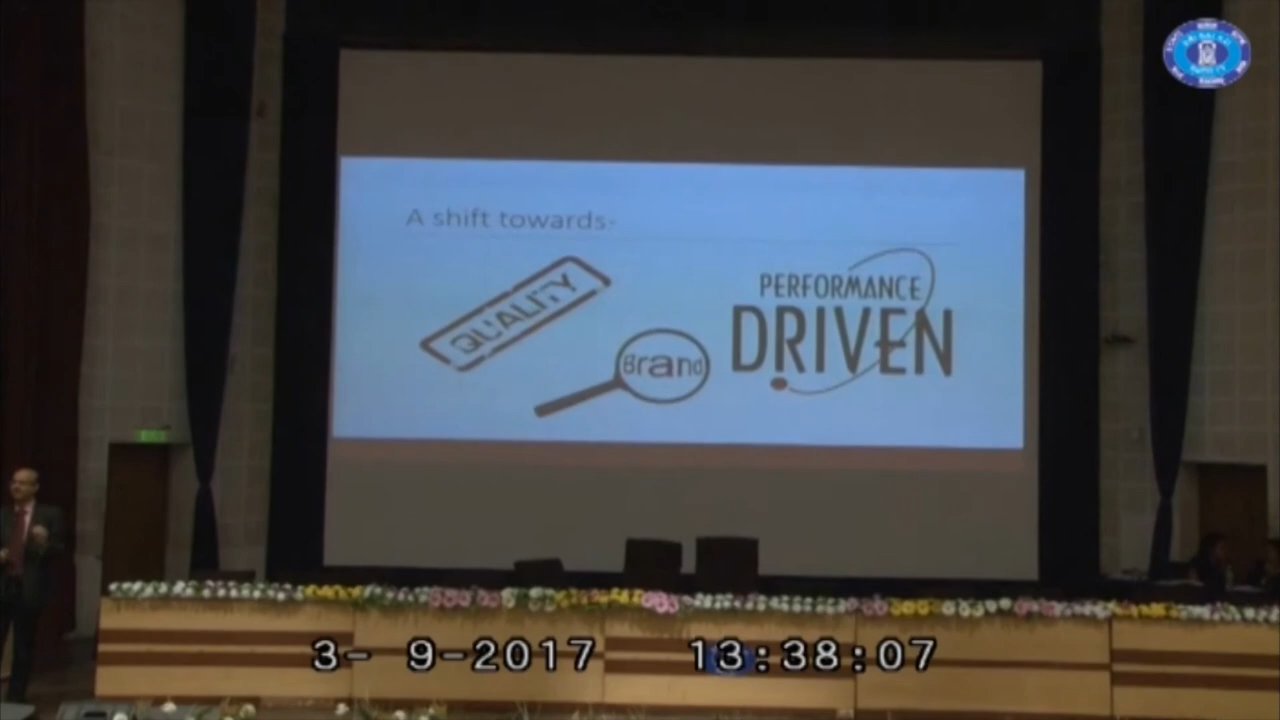 A shift towards-
QUALITY
Brand
PERFORMANCE
DRIVEN
3- 9-2017 13:38:07